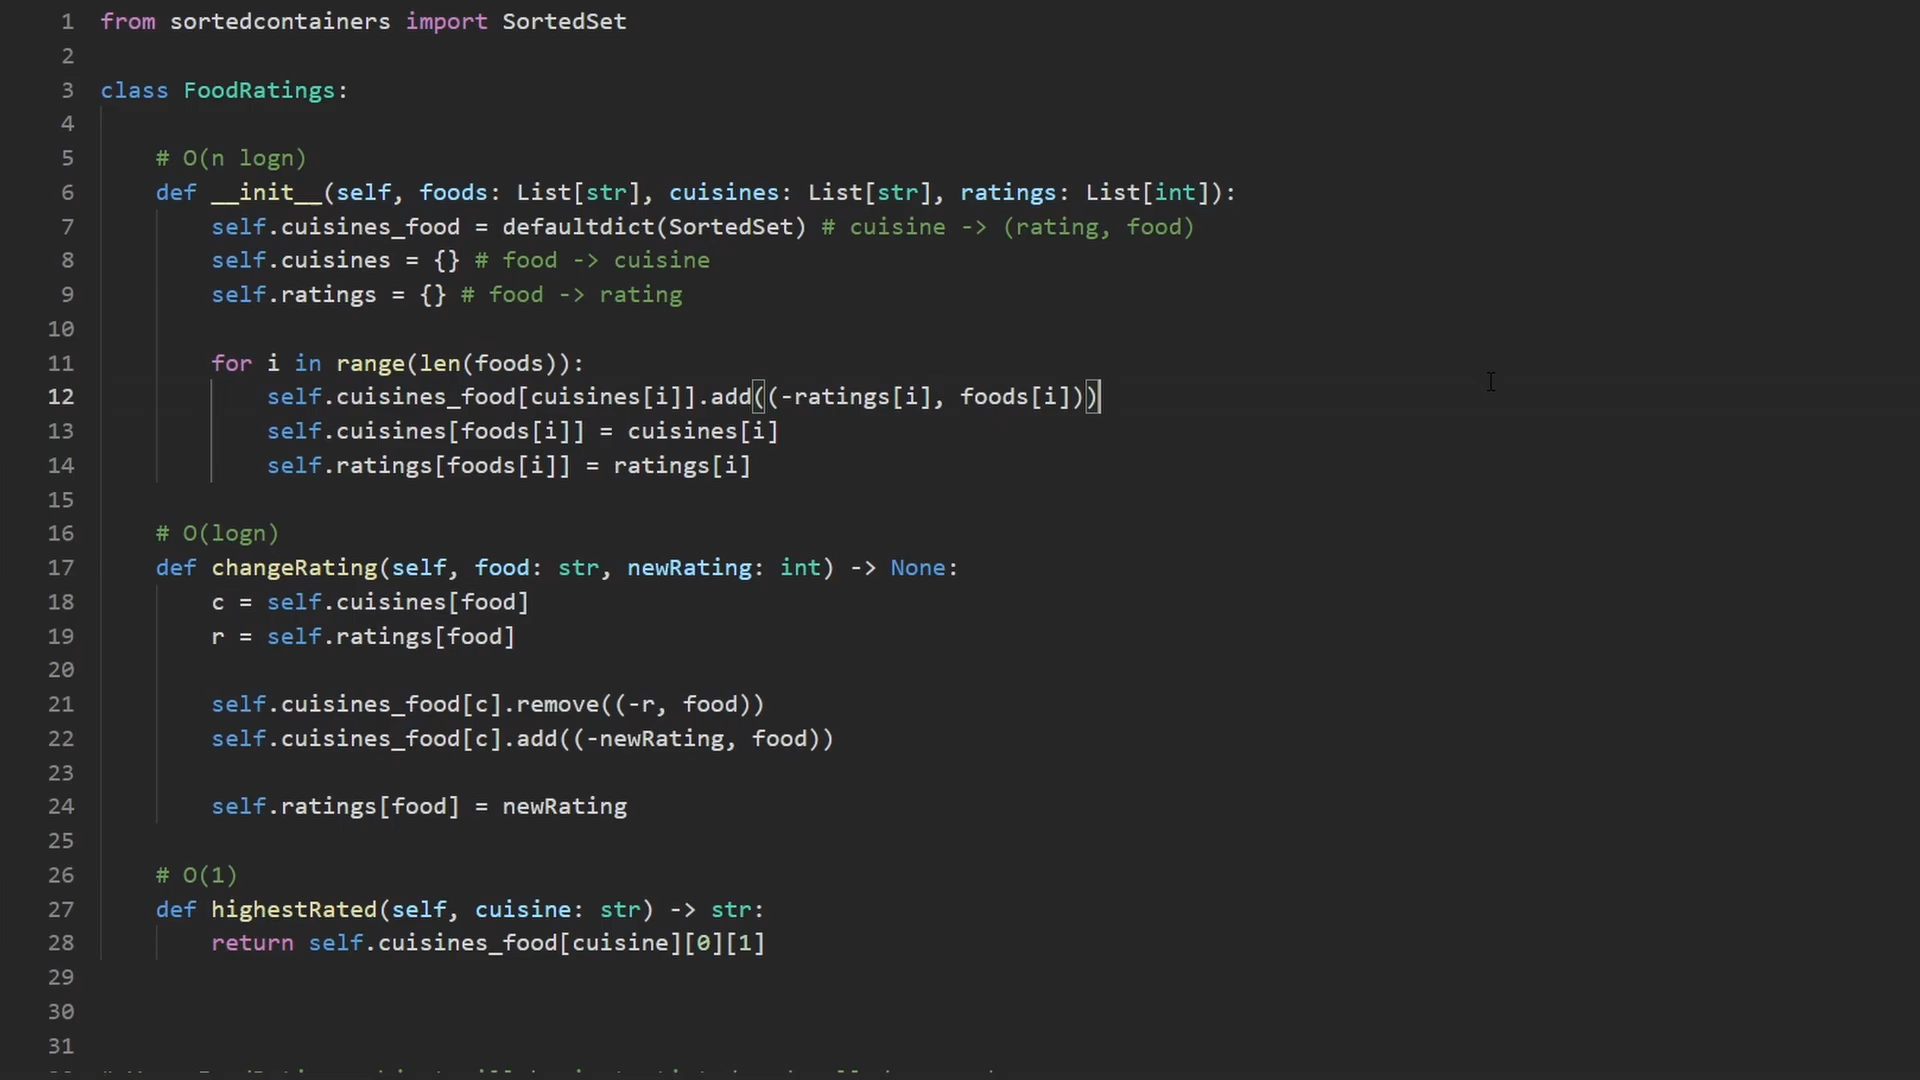 1 from sortedcontainers import SortedSet
2
3 class FoodRatings:
4
5     # O(n logn)
6     def __init__(self, foods: List[str], cuisines: List[str], ratings: List[int]):
7         self.cuisines_food = defaultdict(SortedSet) # cuisine -> (rating, food)
8         self.cuisines = {} # food -> cuisine
9         self.ratings = {} # food -> rating
10
11         for i in range(len(foods)):
12             self.cuisines_food[cuisines[i]].add((-ratings[i], foods[i]))
13             self.cuisines[foods[i]] = cuisines[i]
14             self.ratings[foods[i]] = ratings[i]
15
16     # O(logn)
17     def changeRating(self, food: str, newRating: int) -> None:
18         c = self.cuisines[food]
19         r = self.ratings[food]
20
21         self.cuisines_food[c].remove((-r, food))
22         self.cuisines_food[c].add((-newRating, food))
23
24         self.ratings[food] = newRating
25
26     # O(1)
27     def highestRated(self, cuisine: str) -> str:
28         return self.cuisines_food[cuisine][0][1]
29
30
31